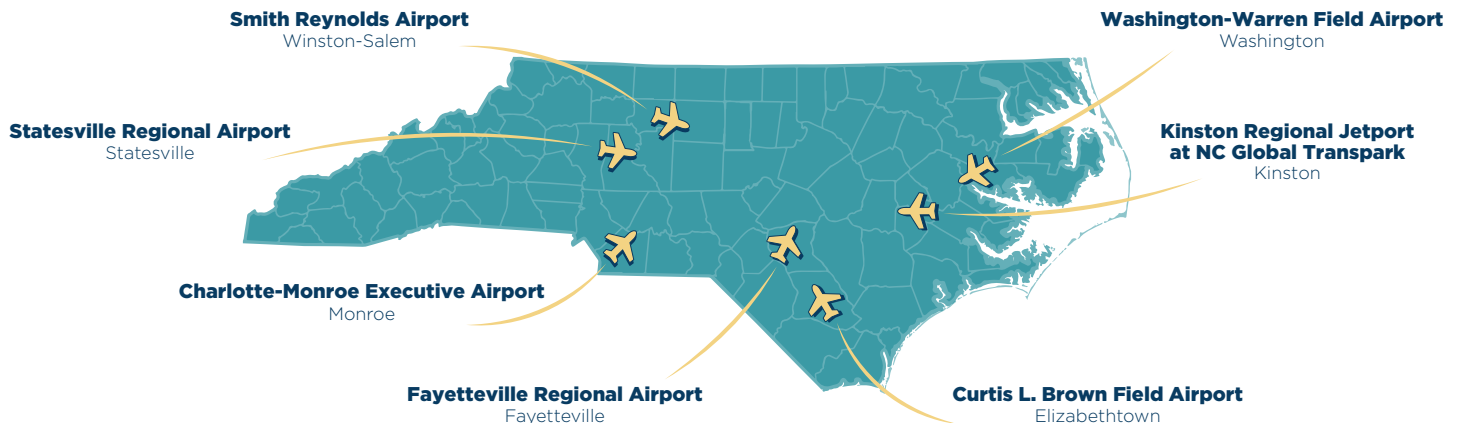 Smith Reynolds Airport
Winston-Salem
Washington-Warren Field Airport
Washington
Statesville Regional Airport
Statesville
Kinston Regional Jetport
at NC Global Transpark
Kinston
Charlotte-Monroe Executive Airport
Monroe
Fayetteville Regional Airport
Fayetteville
Curtis L. Brown Field Airport
Elizabethtown